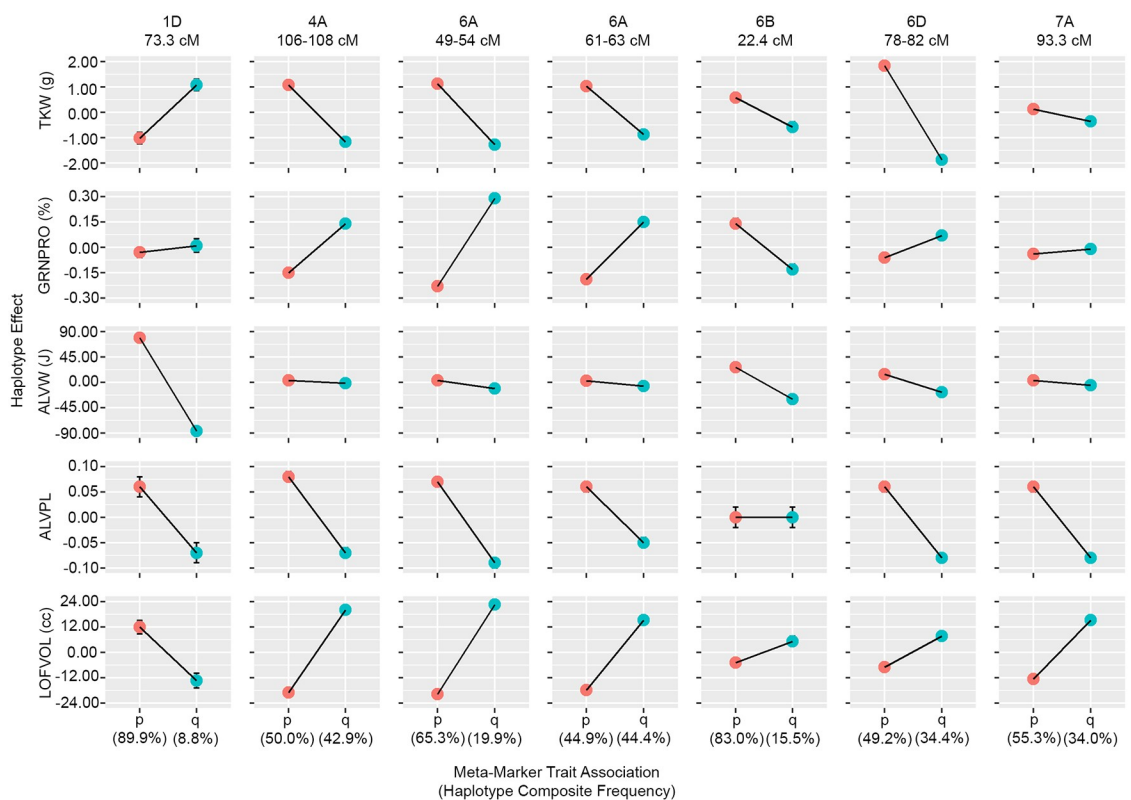 1D 4A 6A 6A 6B 6D 7A
73.3 cM 106-108 cM 49-54 cM 61-63 cM 22.4 cM 78-82 cM 93.3 cM
Haplotype Effect
TKW (g)
2.00
1.00
0.00
-1.00
-2.00
GRNPRO (%)
0.30
0.15
0.00
-0.15
-0.30
ALVW (J)
90.00
45.00
0.00
-45.00
-90.00
ALVPL
0.10
0.05
0.00
-0.05
-0.10
LOFVOL (cc)
24.00
12.00
0.00
-12.00
-24.00
p q p q p q p q p q p q p q
(89.9%) (8.8%) (50.0%) (42.9%) (65.3%) (19.9%) (44.9%) (44.4%) (83.0%) (15.5%) (49.2%) (34.4%) (55.3%) (34.0%)
Meta-Marker Trait Association
(Haplotype Composite Frequency)